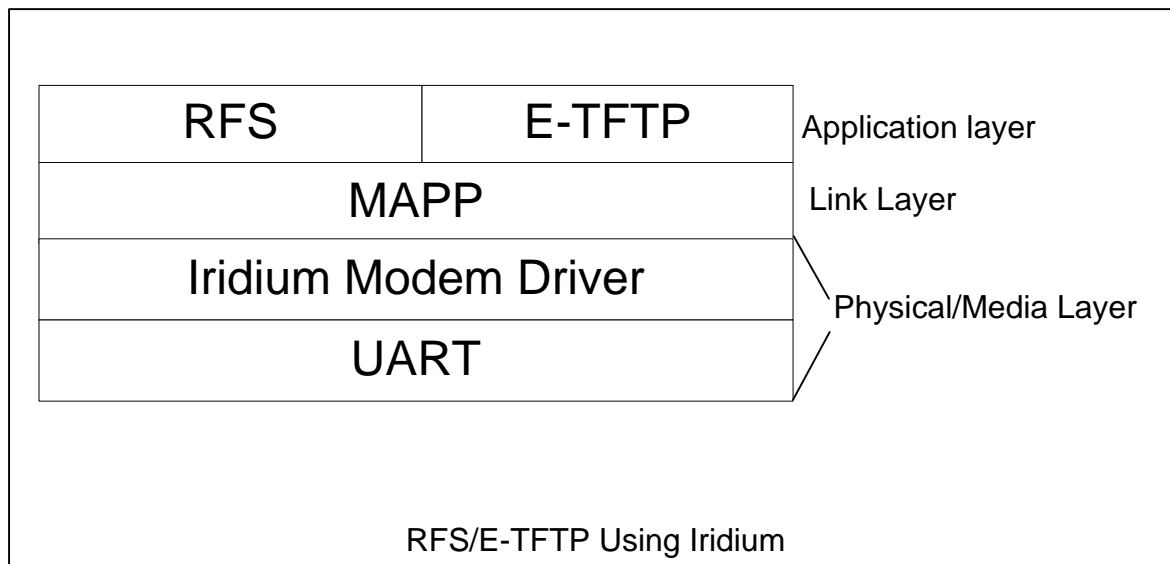 RFS E-TFTP Application layer
MAPP Link Layer
Iridium Modem Driver
Physical/Media Layer
UART
RFS/E-TFTP Using Iridium